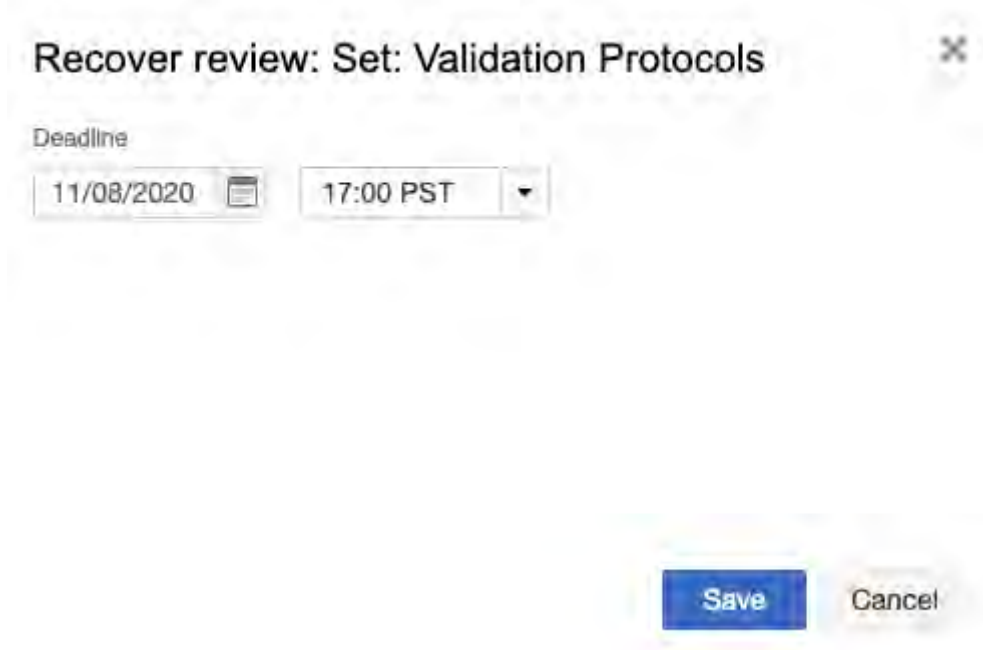 Recover review: Set: Validation Protocols
Deadline
11/08/2020 17:00 PST
Save Cancel